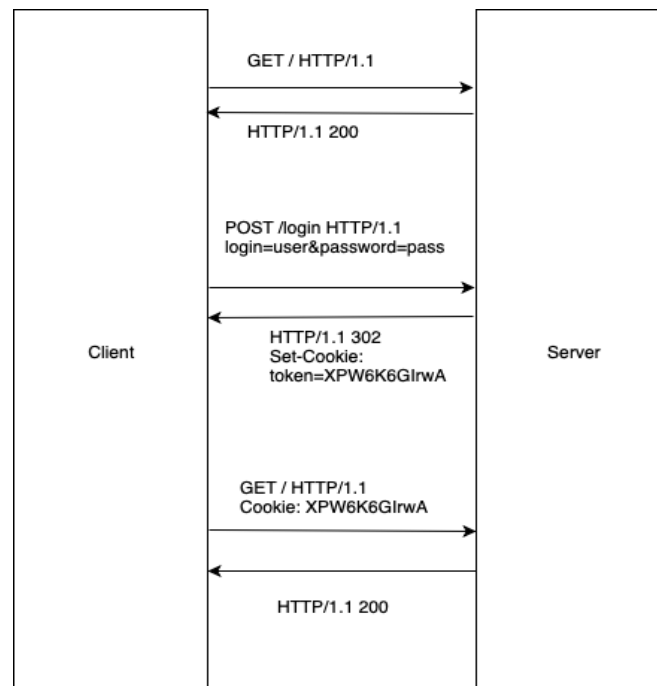 GET / HTTP/1.1
HTTP/1.1 200
POST /login HTTP/1.1
login=user&password=pass
HTTP/1.1 302
Set-Cookie:
token=XPW6K6GIrwA
Client
Server
GET / HTTP/1.1
Cookie: XPW6K6GIrwA
HTTP/1.1 200